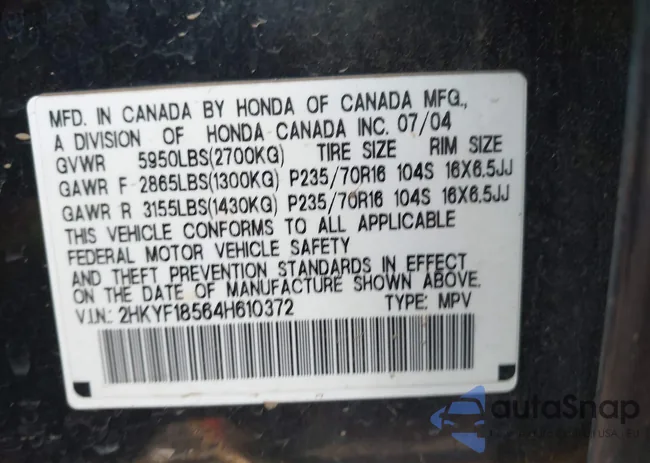 MFD. IN CANADA BY HONDA OF CANADA MFG.,
A DIVISION OF HONDA CANADA INC. 07/04
GVWR 5950LBS(2700KG) TIRE SIZE RIM SIZE
GAWR F 2865LBS(1300KG) P235/70R16 104S 16X6.5JJ
GAWR R 3155LBS(1430KG) P235/70R16 104S 16X6.5JJ
THIS VEHICLE CONFORMS TO ALL APPLICABLE
FEDERAL MOTOR VEHICLE SAFETY
AND THEFT PREVENTION STANDARDS IN EFFECT
ON THE DATE OF MANUFACTURE SHOWN ABOVE.
V.I.N.: 2HKYF18564H610372 TYPE: MPV
autoSnap